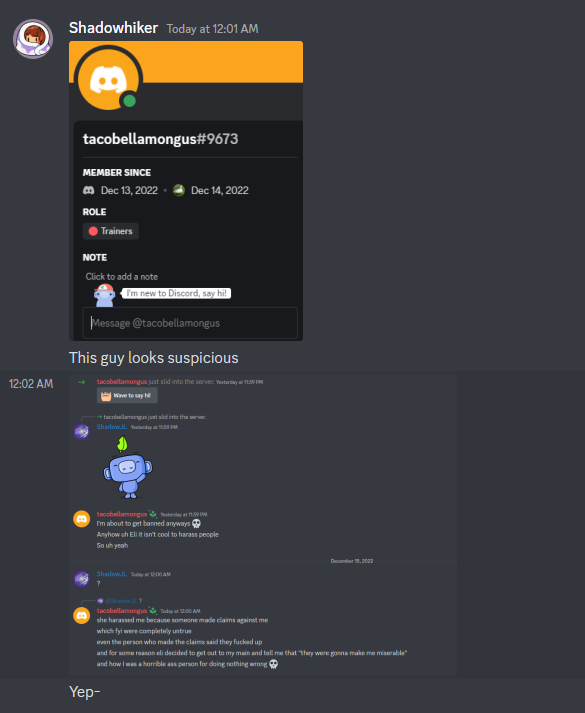 Shadowhiker Today at 12:01 AM
tacobellamongus#9673
MEMBER SINCE
Dec 13, 2022 • Dec 14, 2022
ROLE
Trainers
NOTE
Click to add a note
I'm new to Discord, say hi!
Message @tacobellamongus
This guy looks suspicious
12:02 AM
tacobellamongus just slid into the server. Yesterday at 11:59 PM
Wave to say hi!
tacobellamongus just slid into the server.
ShadowJL Yesterday at 11:59 PM
tacobellamongus Yesterday at 11:59 PM
I'm about to get banned anyways 💀
Anyhow uh Eli it isn't cool to harass people
So uh yeah
December 15, 2022
ShadowJL Today at 12:00 AM
?
@ShadowJL ?
tacobellamongus Today at 12:00 AM
she harassed me because someone made claims against me
which fyi were completely untrue
even the person who made the claims said they fucked up
and for some reason eli decided to get out to my main and tell me that "they were gonna make me miserable"
and how I was a horrible ass person for doing nothing wrong 💀
Yep-